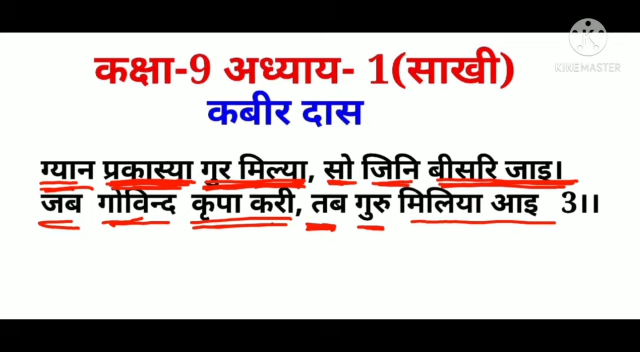 KINEMASTER
कक्षा-9 अध्याय- 1(साखी)
कबीर दास
ग्यान प्रकास्या गुर मिल्या, सो जिनि बीसरि जाइ।
जब गोविन्द कृपा करी, तब गुरु मिलिया आइ 3।।